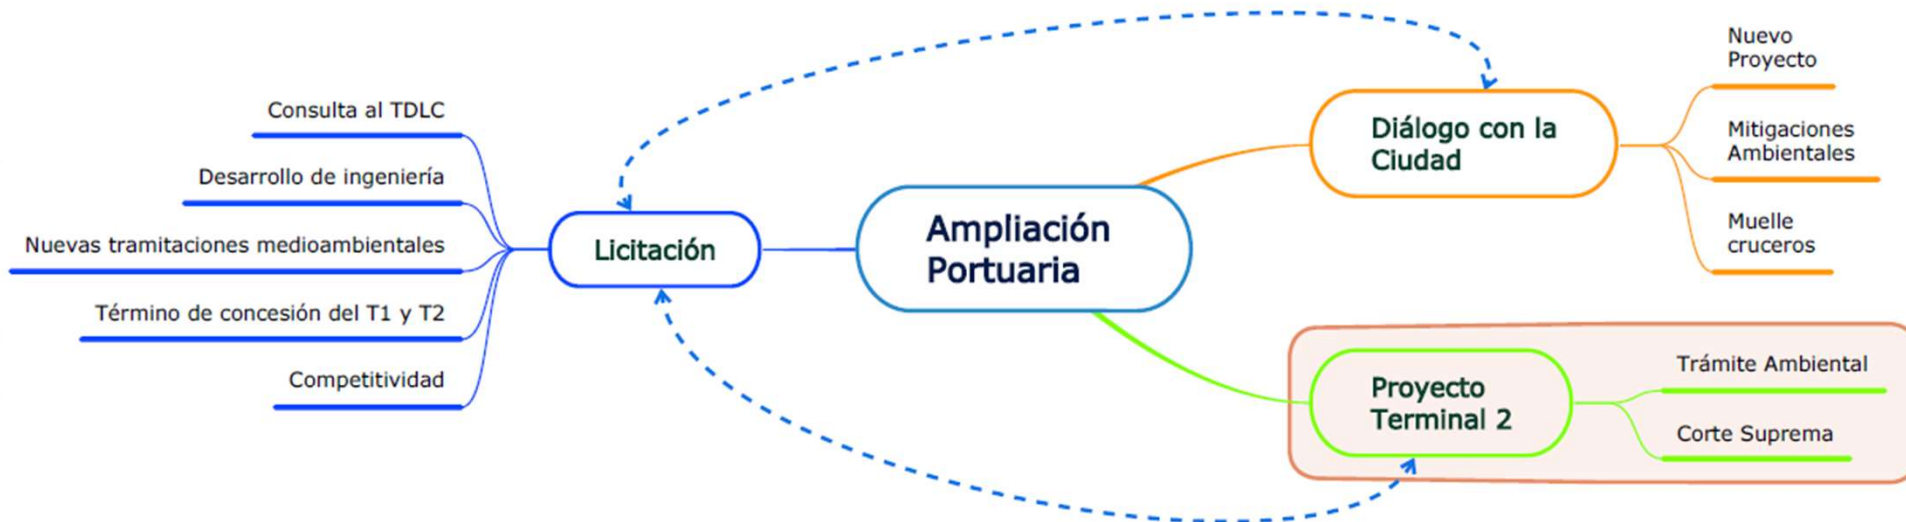 Consulta al TDLC
Desarrollo de ingeniería
Nuevas tramitaciones medioambientales
Término de concesión del T1 y T2
Competitividad
Licitación
Ampliación
Portuaria
Diálogo con la
Ciudad
Nuevo
Proyecto
Mitigaciones
Ambientales
Muelle
cruceros
Proyecto
Terminal 2
Trámite Ambiental
Corte Suprema